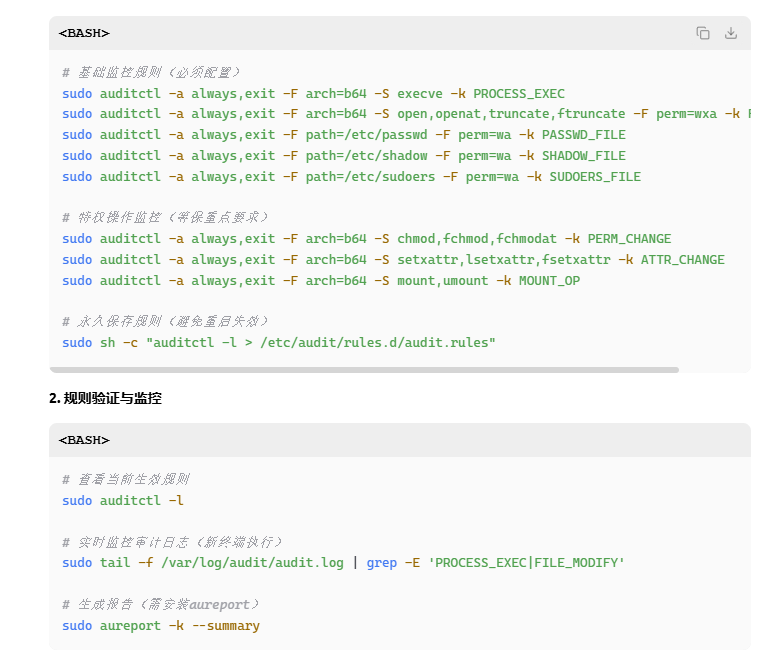 <BASH>
# 基础监控规则（必须配置）
sudo auditctl -a always,exit -F arch=b64 -S execve -k PROCESS_EXEC
sudo auditctl -a always,exit -F arch=b64 -S open,openat,truncate,ftruncate -F perm=wxa -k
sudo auditctl -a always,exit -F path=/etc/passwd -F perm=wa -k PASSWD_FILE
sudo auditctl -a always,exit -F path=/etc/shadow -F perm=wa -k SHADOW_FILE
sudo auditctl -a always,exit -F path=/etc/sudoers -F perm=wa -k SUDOERS_FILE
# 特权操作监控（等保重点要求）
sudo auditctl -a always,exit -F arch=b64 -S chmod,fchmod,fchmodat -k PERM_CHANGE
sudo auditctl -a always,exit -F arch=b64 -S setxattr,lsetxattr,fsetxattr -k ATTR_CHANGE
sudo auditctl -a always,exit -F arch=b64 -S mount,umount -k MOUNT_OP
# 永久保存规则（避免重启失效）
sudo sh -c "auditctl -l > /etc/audit/rules.d/audit.rules"
2. 规则验证与监控
<BASH>
# 查看当前生效规则
sudo auditctl -l
# 实时监控审计日志（新终端执行）
sudo tail -f /var/log/audit/audit.log | grep -E 'PROCESS_EXEC|FILE_MODIFY'
# 生成报告（需安装aureport）
sudo aureport -k --summary